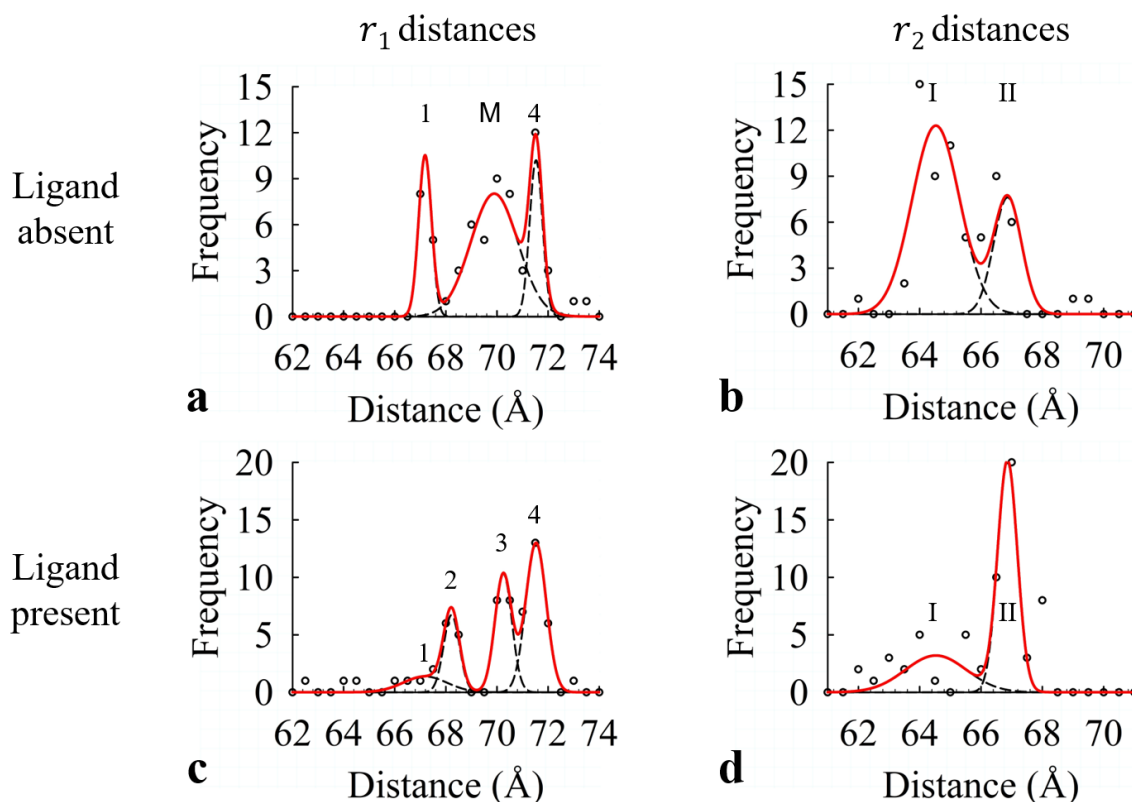 r₁ distances
r₂ distances
Ligand
absent
15
12
9
6
3
0
Frequency
1
M
4
62 64 66 68 70 72 74
a
Distance (Å)
15
12
9
6
3
0
Frequency
I
II
62 64 66 68 70
b
Distance (Å)
Ligand
present
20
15
10
5
0
Frequency
1
2
3
4
62 64 66 68 70 72 74
c
Distance (Å)
20
15
10
5
0
Frequency
I
II
62 64 66 68 70
d
Distance (Å)